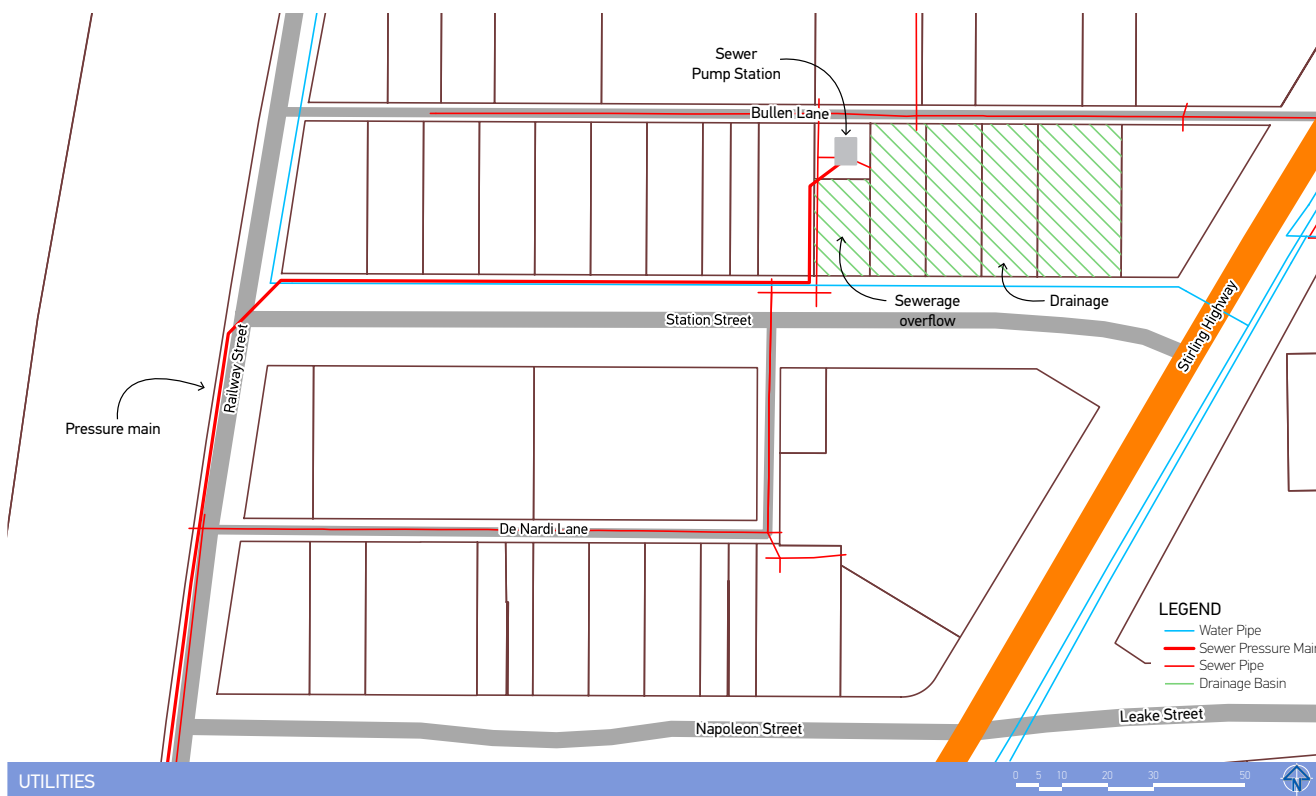 Sewer
Pump Station
Bullen Lane
Sewerage
overflow
Drainage
Station Street
Stirling Highway
Railway Street
Pressure main
De Nardi Lane
LEGEND
Water Pipe
Sewer Pressure Main
Sewer Pipe
Drainage Basin
Napoleon Street
Leake Street
UTILITIES
0 5 10 20 30 50
N